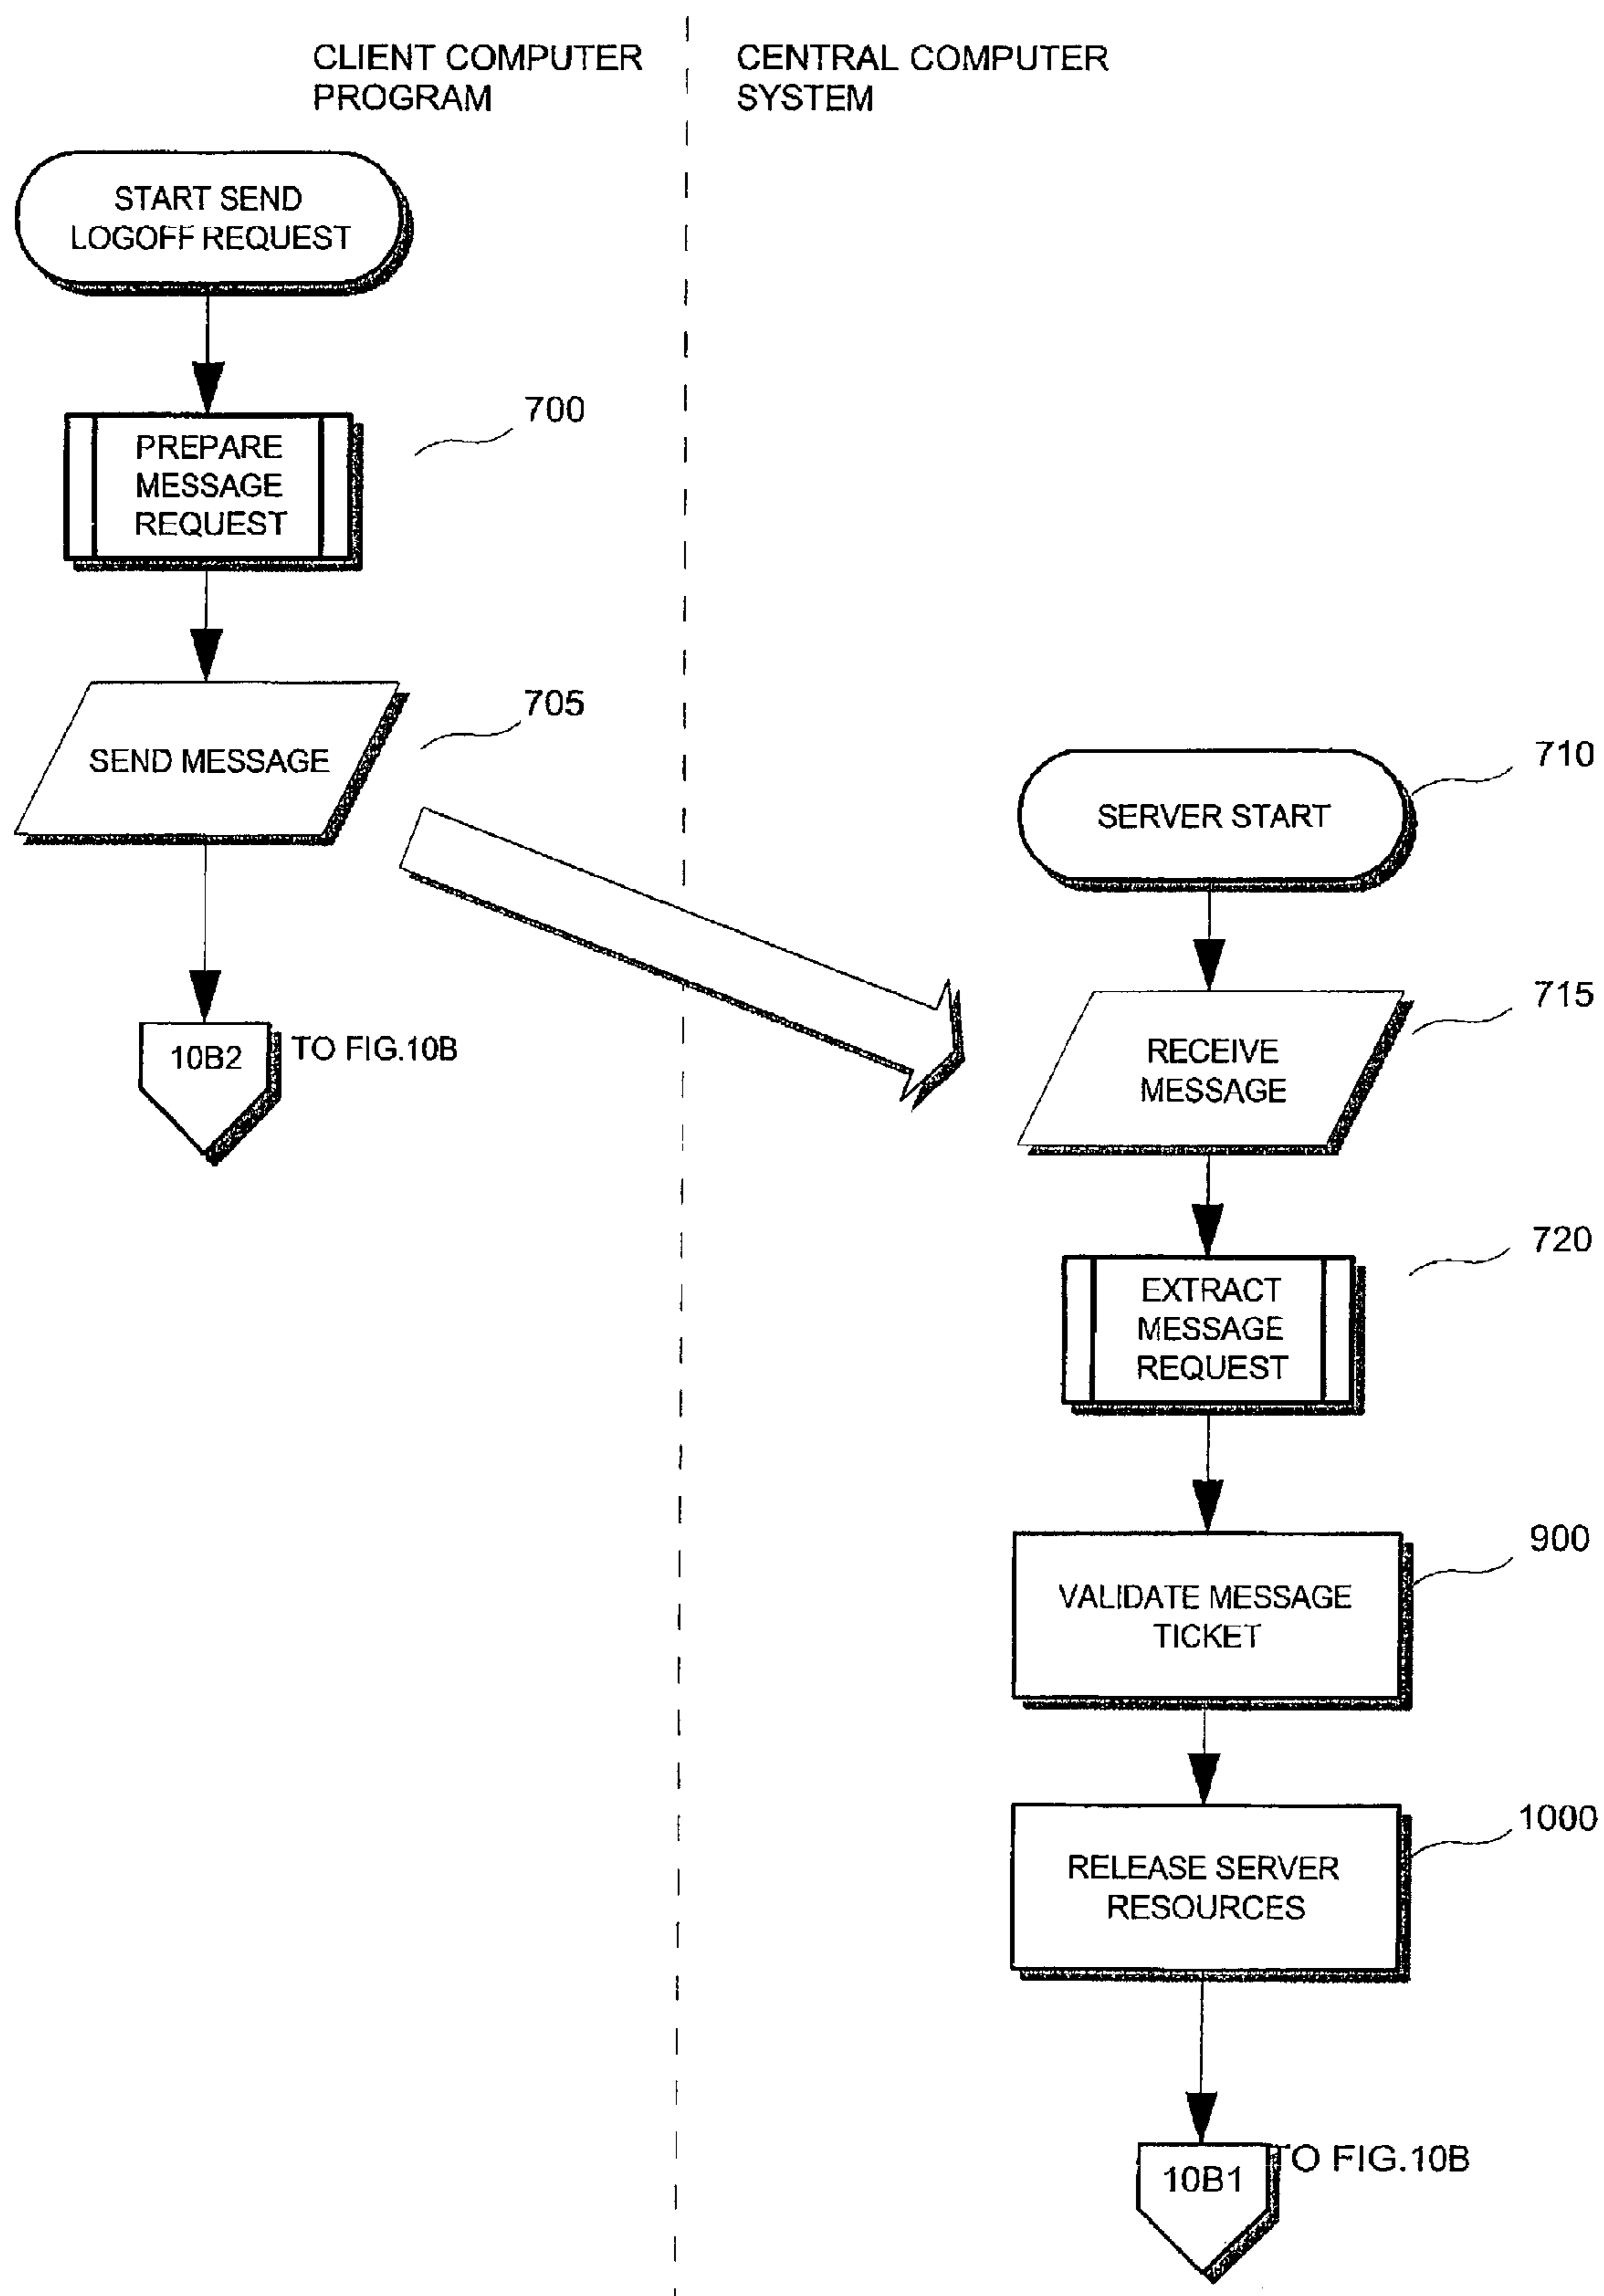 CLIENT COMPUTER
PROGRAM
CENTRAL COMPUTER
SYSTEM
START SEND
LOGOFF REQUEST
700
PREPARE
MESSAGE
REQUEST
705
SEND MESSAGE
10B2
TO FIG.10B
710
SERVER START
715
RECEIVE
MESSAGE
720
EXTRACT
MESSAGE
REQUEST
900
VALIDATE MESSAGE
TICKET
1000
RELEASE SERVER
RESOURCES
10B1
TO FIG.10B